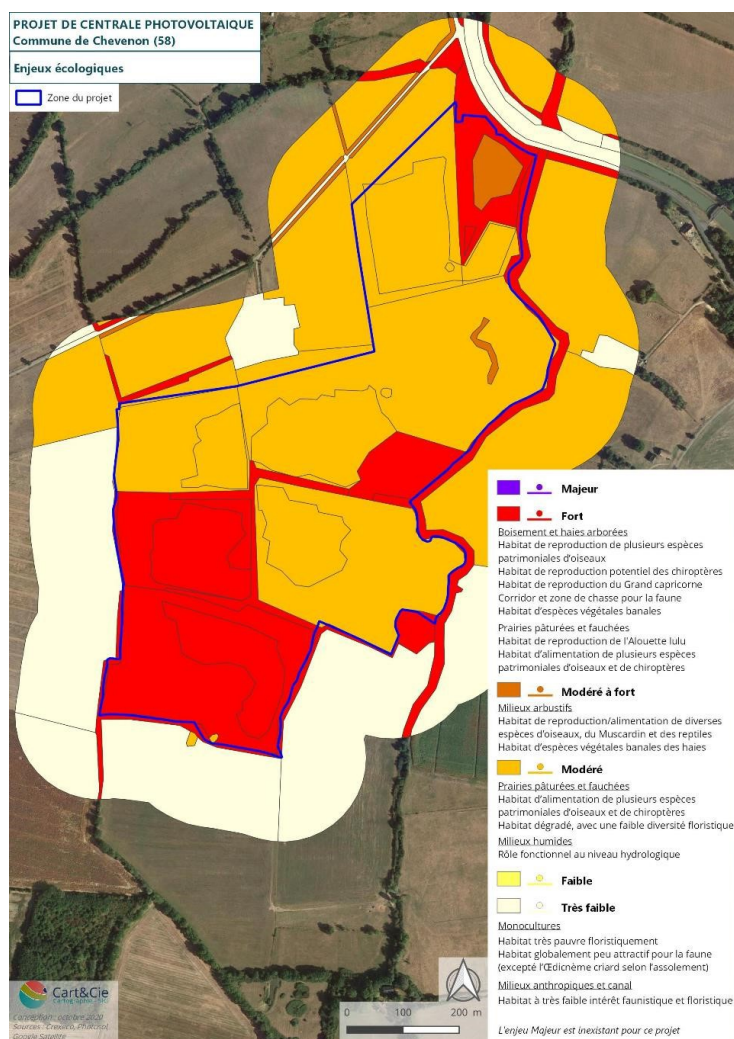 PROJET DE CENTRALE PHOTOVOLTAIQUE
Commune de Chevenon (58)
Enjeux écologiques
Zone du projet
Majeur
Fort
Boisement et haies arborées
Habitat de reproduction de plusieurs espèces
patrimoniales d'oiseaux
Habitat de reproduction potentiel des chiroptères
Habitat de reproduction du Grand capricorne
Corridor et zone de chasse pour la faune
Habitat d'espèces végétales banales
Prairies pâturées et fauchées
Habitat de reproduction de l'Alouette lulu
Habitat d'alimentation de plusieurs espèces
patrimoniales d'oiseaux et de chiroptères
Modéré à fort
Milieux arbustifs
Habitat de reproduction/alimentation de diverses
espèces d'oiseaux, du Muscardin et des reptiles
Habitat d'espèces végétales banales des haies
Modéré
Prairies pâturées et fauchées
Habitat d'alimentation de plusieurs espèces
patrimoniales d'oiseaux et de chiroptères
Habitat dégradé, avec une faible diversité floristique
Milieux humides
Rôle fonctionnel au niveau hydrologique
Faible
Très faible
Monocultures
Habitat très pauvre floristiquement
Habitat globalement peu attractif pour la faune
(excepté l'Œdicnème criard selon l'assolement)
Milieux anthropiques et canal
Habitat à très faible intérêt faunistique et floristique
L'enjeu Majeur est inexistant pour ce projet
Cart&Cie
Conception : octobre 2020
Sources :
Google Satellite
0 100 200 m